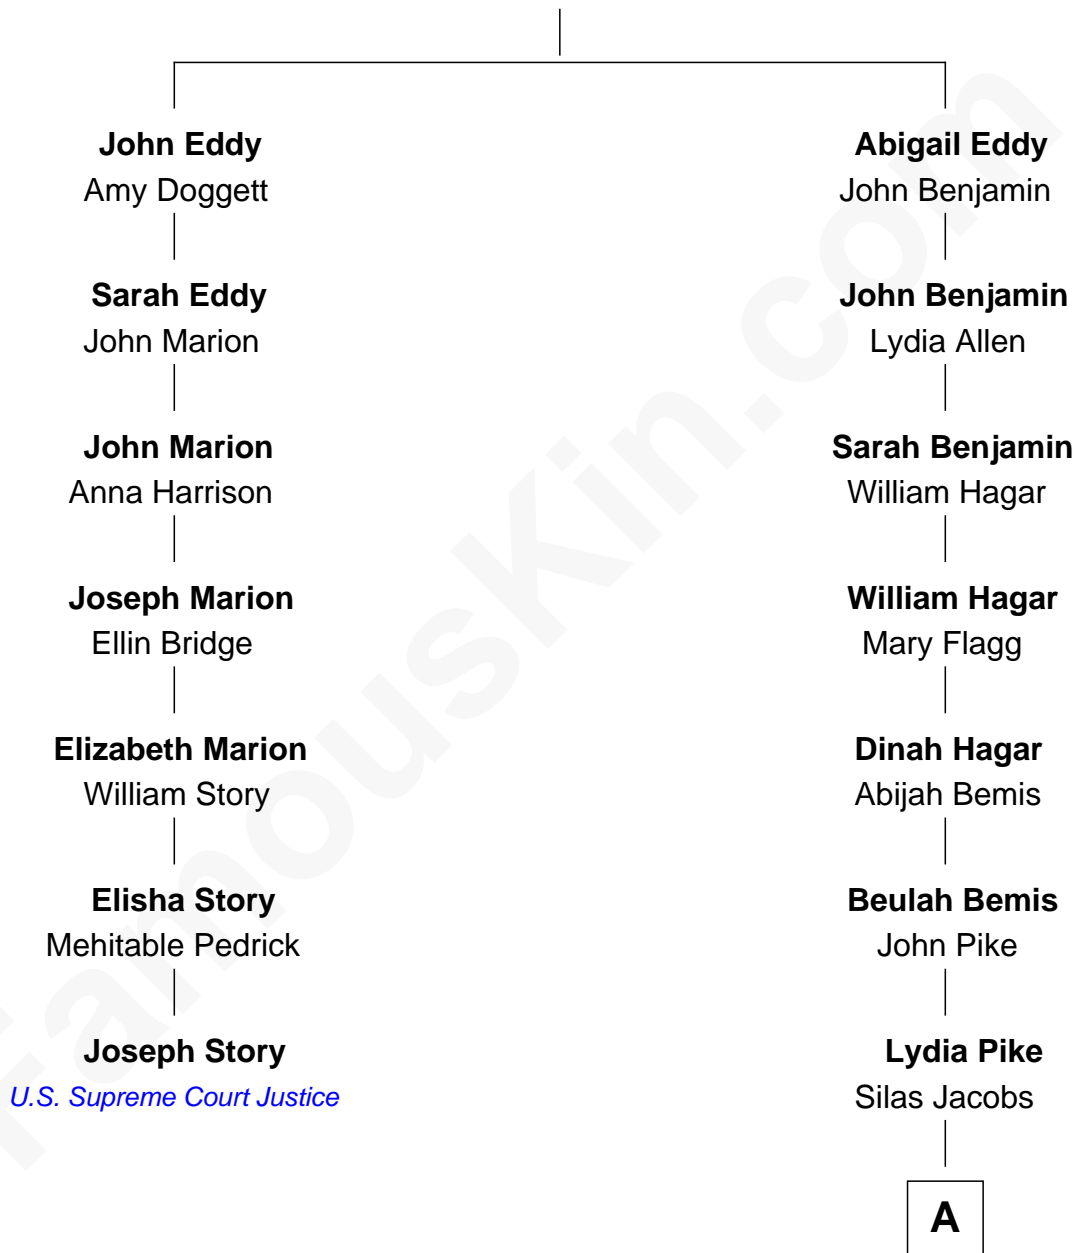 John Eddy
Amy Doggett
Sarah Eddy
John Marion
John Marion
Anna Harrison
Joseph Marion
Ellin Bridge
Elizabeth Marion
William Story
Elisha Story
Mehitable Pedrick
Joseph Story
U.S. Supreme Court Justice
Abigail Eddy
John Benjamin
John Benjamin
Lydia Allen
Sarah Benjamin
William Hagar
William Hagar
Mary Flagg
Dinah Hagar
Abijah Bemis
Beulah Bemis
John Pike
Lydia Pike
Silas Jacobs
A
FamousKin.com